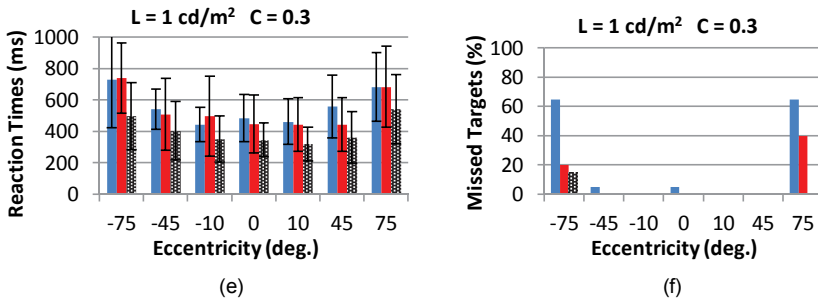 L = 1 cd/m² C = 0.3
Reaction Times (ms)
1000
800
600
400
200
0
-75 -45 -10 0 10 45 75
Eccentricity (deg.)
(e)
L = 1 cd/m² C = 0.3
Missed Targets (%)
100
80
60
40
20
0
-75 -45 -10 0 10 45 75
Eccentricity (deg.)
(f)